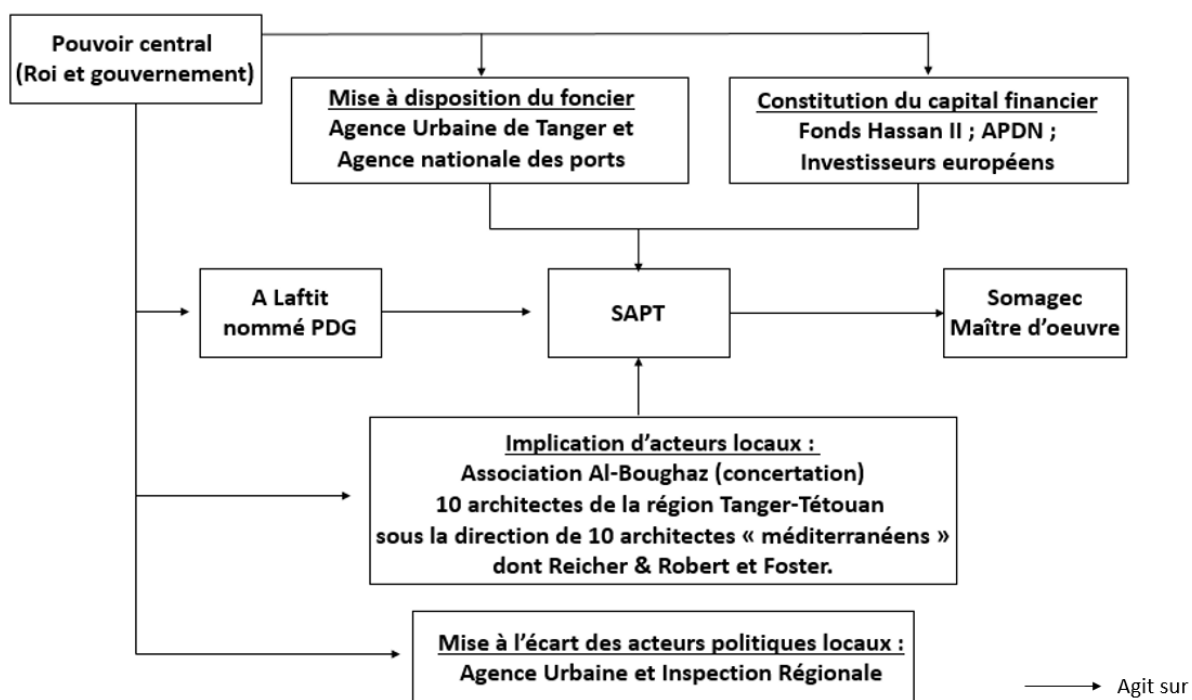 Pouvoir central
(Roi et gouvernement)
Mise à disposition du foncier
Agence Urbaine de Tanger et
Agence nationale des ports
Constitution du capital financier
Fonds Hassan II ; APDN ;
Investisseurs européens
A Laftit
nommé PDG
SAPT
Somagec
Maître d'oeuvre
Implication d'acteurs locaux :
Association Al-Boughaz (concertation)
10 architectes de la région Tanger-Tétouan
sous la direction de 10 architectes « méditerranéens »
dont Reicher & Robert et Foster.
Mise à l'écart des acteurs politiques locaux :
Agence Urbaine et Inspection Régionale
Agit sur